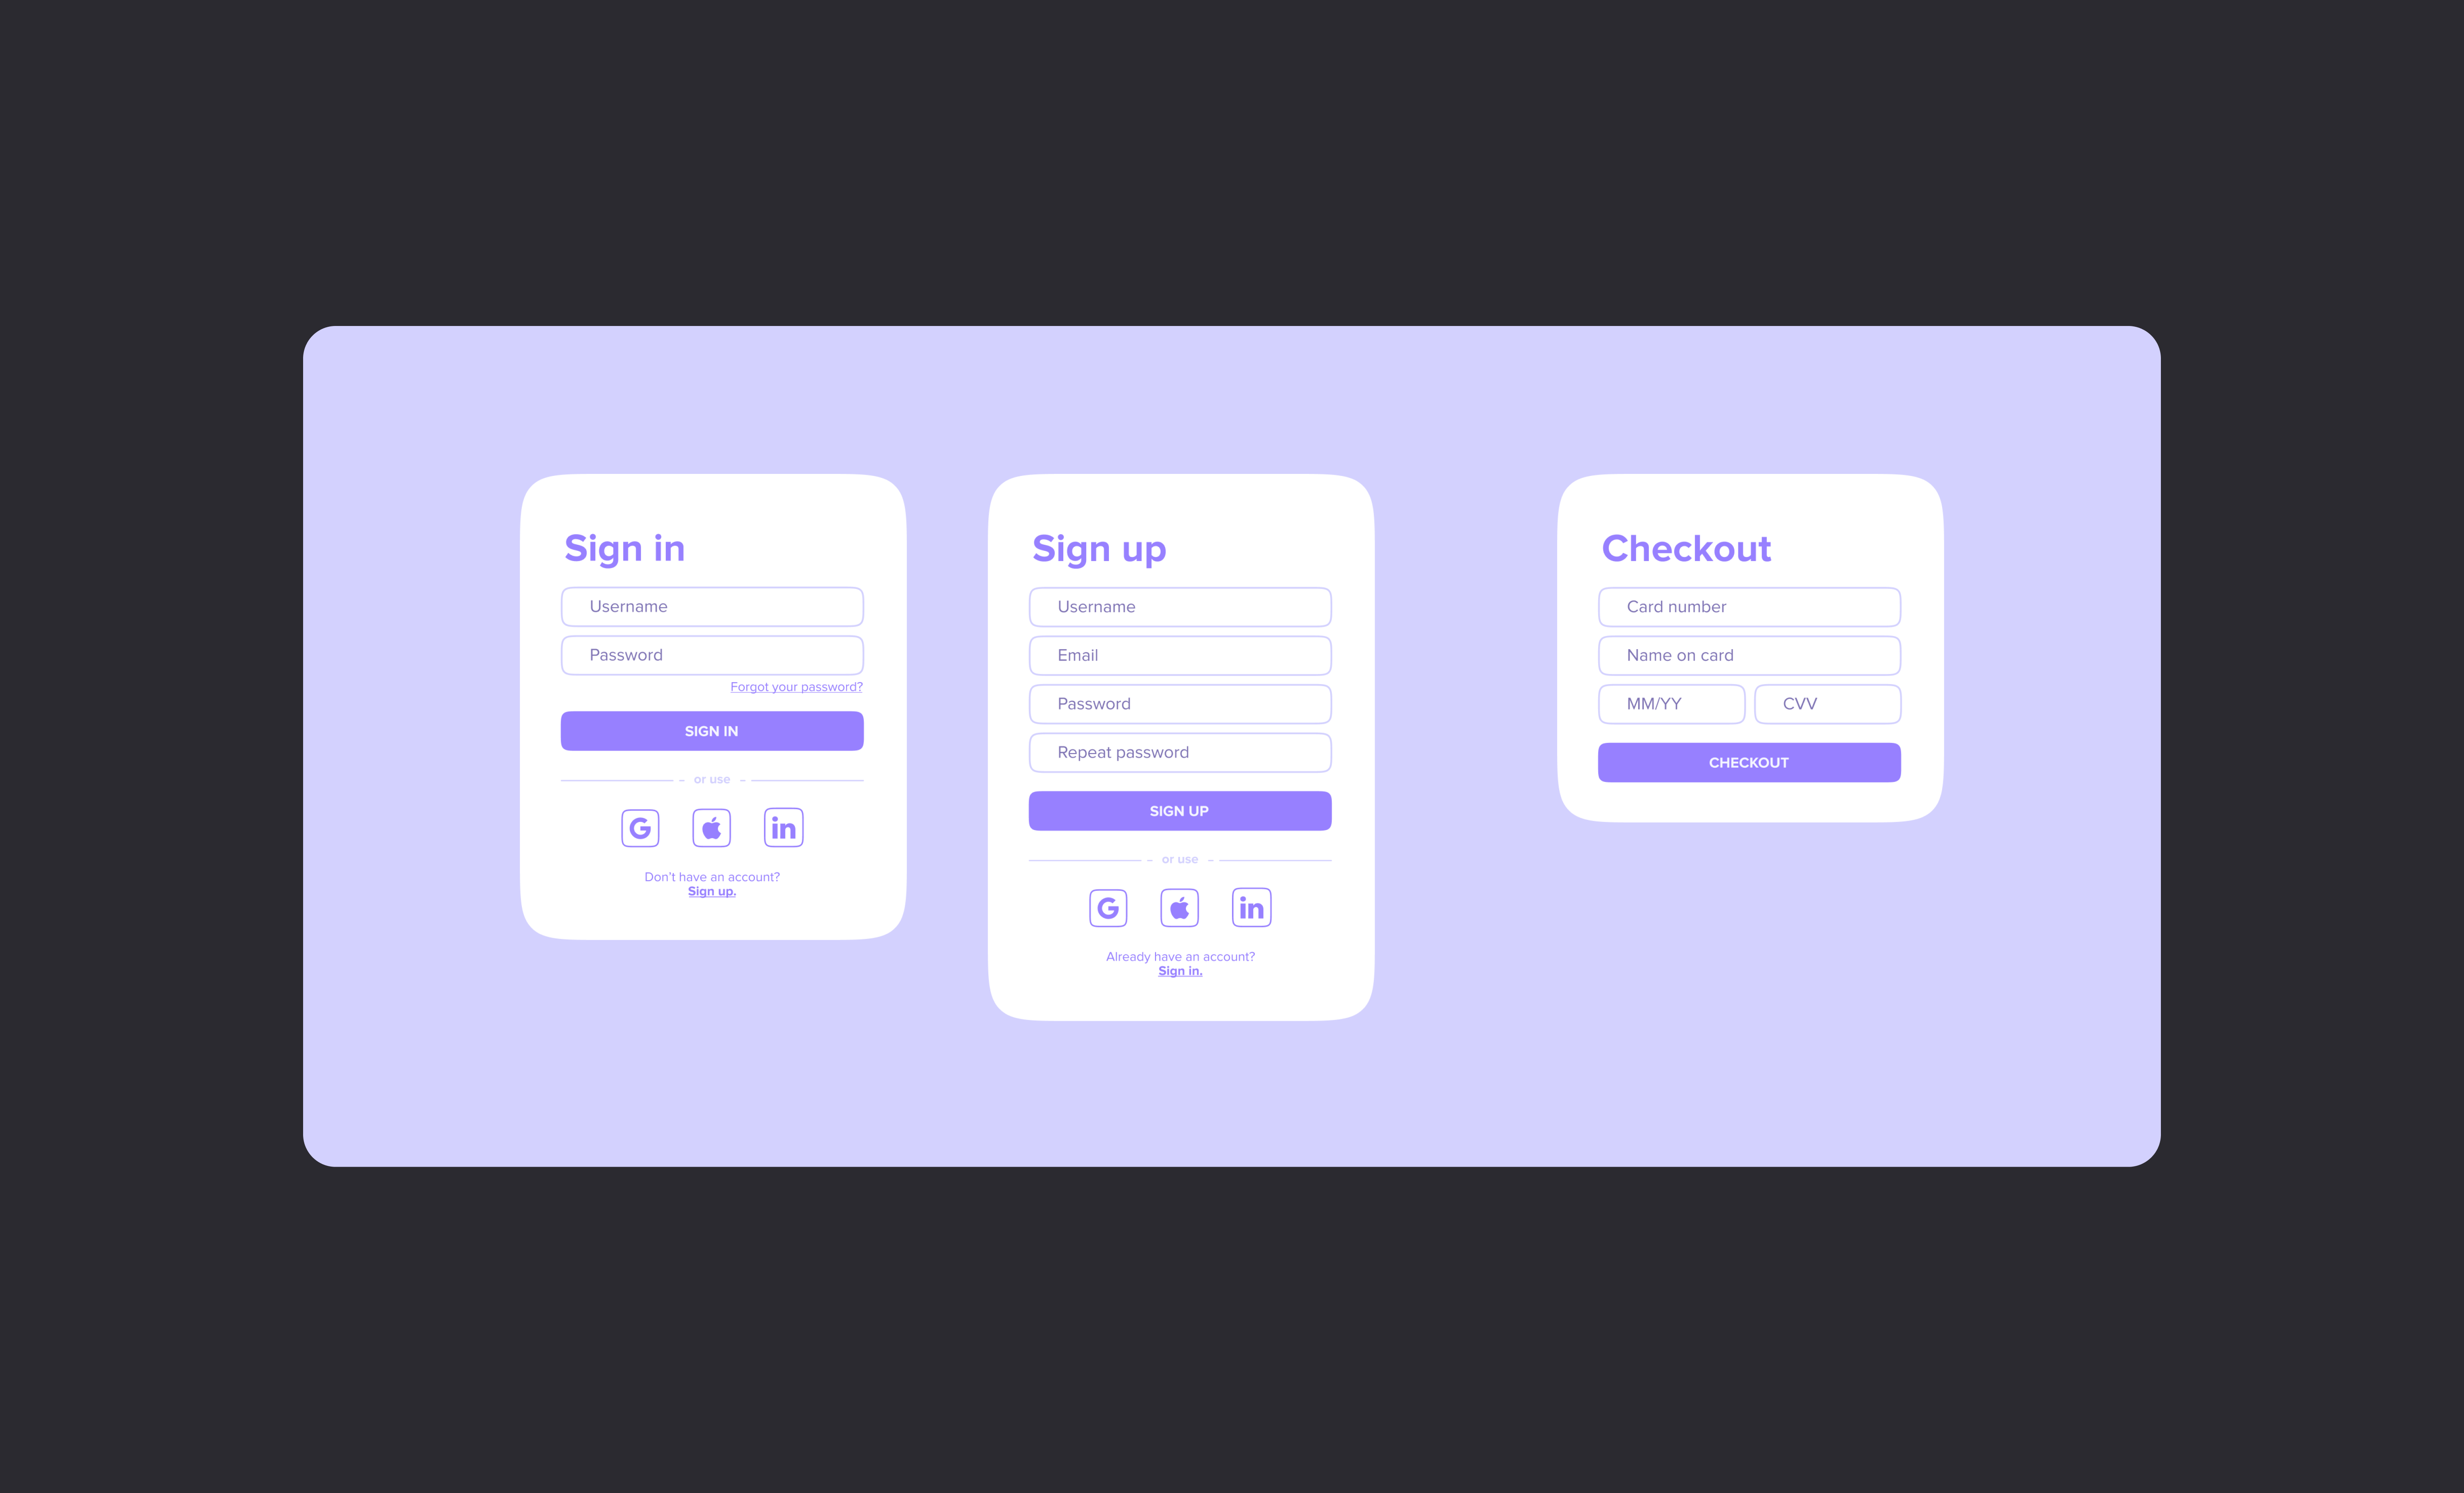 Sign in
Username
Password
Forgot your password?
SIGN IN
or use
G
in
Don't have an account?
Sign up.
Sign up
Username
Email
Password
Repeat password
SIGN UP
or use
G
in
Already have an account?
Sign in.
Checkout
Card number
Name on card
MM/YY
CVV
CHECKOUT